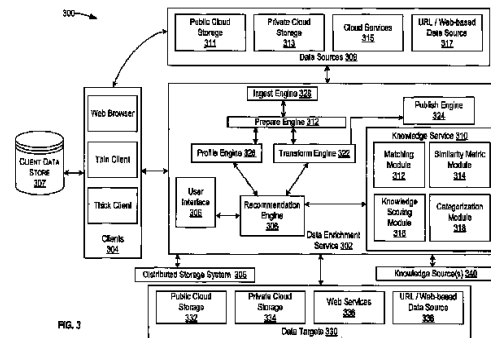 300
Public Cloud Storage 311
Private Cloud Storage 313
Cloud Services 315
URL / Web-based Data Source 317
Data Sources 309
CLIENT DATA STORE 307
Web Browser
Thin Client
Thick Client
Clients 304
Ingest Engine 328
Prepare Engine 312
Profile Engine 326
Transform Engine 322
Publish Engine 324
User Interface 306
Recommendation Engine 308
Knowledge Service 310
Matching Module 312
Similarity Metric Module 314
Knowledge Scoring Module 316
Categorization Module 318
Data Enrichment Service 302
Distributed Storage System 305
Knowledge Source(s) 340
Public Cloud Storage 332
Private Cloud Storage 334
Web Services 336
URL / Web-based Data Source 338
Data Targets 330
FIG. 3